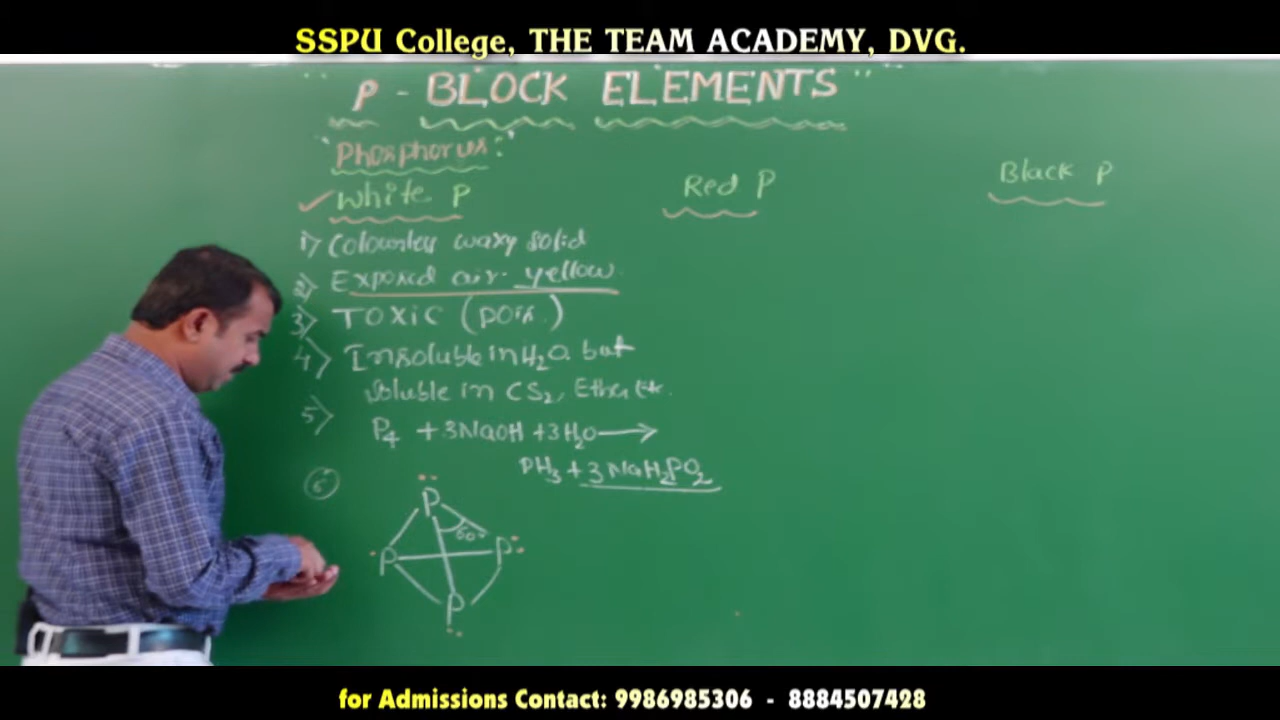 SSPU College, THE TEAM ACADEMY, DVG.
" P - BLOCK ELEMENTS "
"Phosphorus:"
✓ White P
Red P
Black P
1) Colourless waxy solid
2) Exposed air - yellow.
3) TOXIC (pois.)
4) Insoluble in H₂O but
soluble in CS₂, Ether etc.
5) P₄ + 3NaOH + 3H₂O ⟶
PH₃ + 3NaH₂PO₂
6)
P
60°
P P
P
for Admissions Contact: 9986985306 - 8884507428